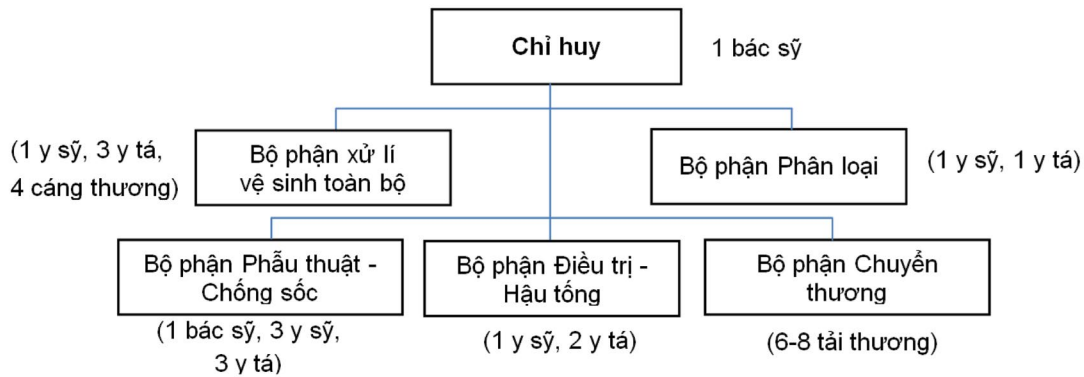 Chỉ huy
1 bác sỹ
(1 y sỹ, 3 y tá,
4 cáng thương)
Bộ phận xử lí
vệ sinh toàn bộ
Bộ phận Phân loại
(1 y sỹ, 1 y tá)
Bộ phận Phẫu thuật -
Chống sốc
(1 bác sỹ, 3 y sỹ,
3 y tá)
Bộ phận Điều trị -
Hậu tống
(1 y sỹ, 2 y tá)
Bộ phận Chuyển
thương
(6-8 tải thương)